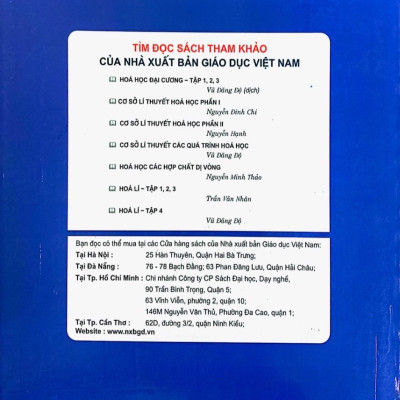 TÌM ĐỌC SÁCH THAM KHẢO
CỦA NHÀ XUẤT BẢN GIÁO DỤC VIỆT NAM
HOÁ HỌC ĐẠI CƯƠNG – TẬP 1, 2, 3
Vũ Đăng Độ (dịch)
CƠ SỞ LÍ THUYẾT HOÁ HỌC PHẦN I
Nguyễn Đình Chi
CƠ SỞ LÍ THUYẾT HOÁ HỌC PHẦN II
Nguyễn Hạnh
CƠ SỞ LÍ THUYẾT CÁC QUÁ TRÌNH HOÁ HỌC
Vũ Đăng Độ
HOÁ HỌC CÁC HỢP CHẤT DỊ VÒNG
Nguyễn Minh Thảo
HOÁ LÍ – TẬP 1, 2, 3
Trần Văn Nhân
HOÁ LÍ – TẬP 4
Vũ Đăng Độ
Bạn đọc có thể mua tại các Cửa hàng sách của Nhà xuất bản Giáo dục Việt Nam:
Tại Hà Nội : 25 Hàn Thuyên, Quận Hai Bà Trưng;
Tại Đà Nẵng : 76 - 78 Bạch Đằng; 63 Phan Đăng Lưu, Quận Hải Châu;
Tại Tp. Hồ Chí Minh : Chi nhánh Công ty CP Sách Đại học, Dạy nghề,
90 Trần Bình Trọng, Quận 5;
63 Vĩnh Viễn, phường 2, quận 10;
146M Nguyễn Văn Thủ, Phường Đa Cao, quận 1;
Tại Tp. Cần Thơ : 62D, đường 3/2, quận Ninh Kiều;
Website : www.nxbgd.vn